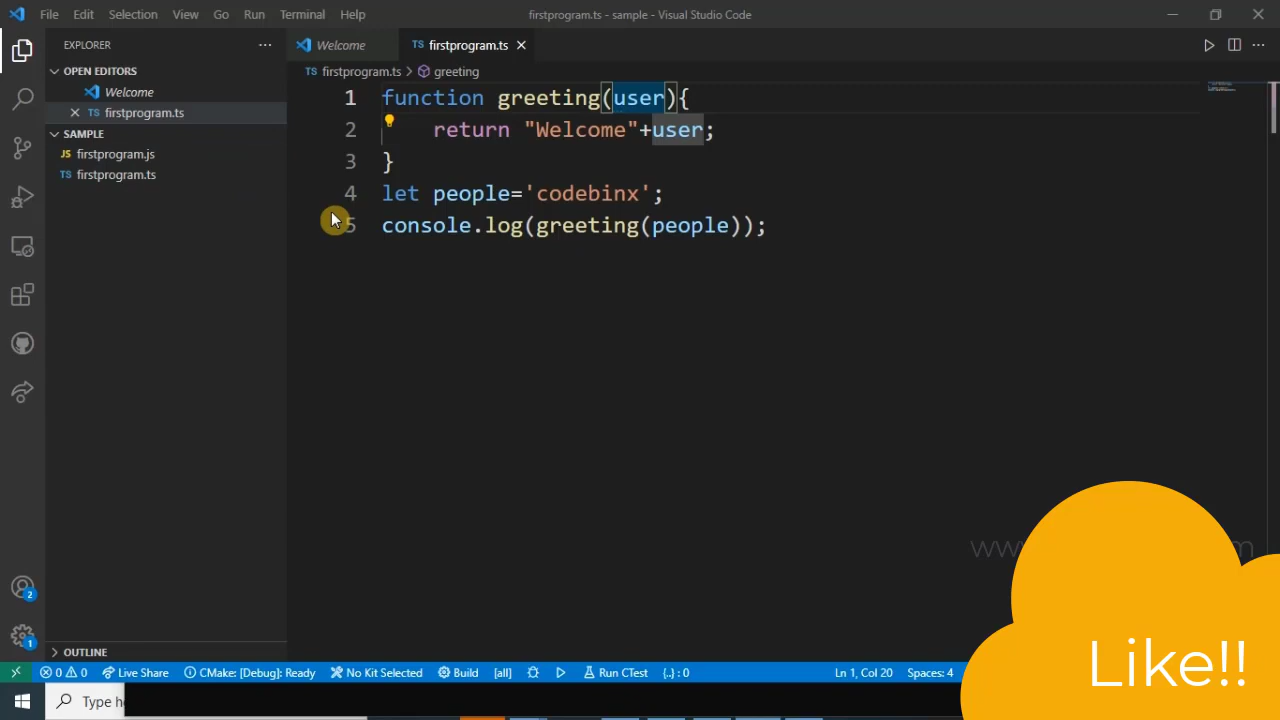 File Edit Selection View Go Run Terminal Help
firstprogram.ts - sample - Visual Studio Code
EXPLORER
Welcome
TS firstprogram.ts
OPEN EDITORS
TS firstprogram.ts > greeting
Welcome
TS firstprogram.ts
SAMPLE
JS firstprogram.js
TS firstprogram.ts
1 function greeting(user){
2 return "Welcome"+user;
3 }
4 let people='codebinx';
5 console.log(greeting(people));
2
1
OUTLINE
0 0 Live Share CMake: [Debug]: Ready No Kit Selected Build [all] Run CTest {..} : 0 Ln 1, Col 20 Spaces: 4
Like!!